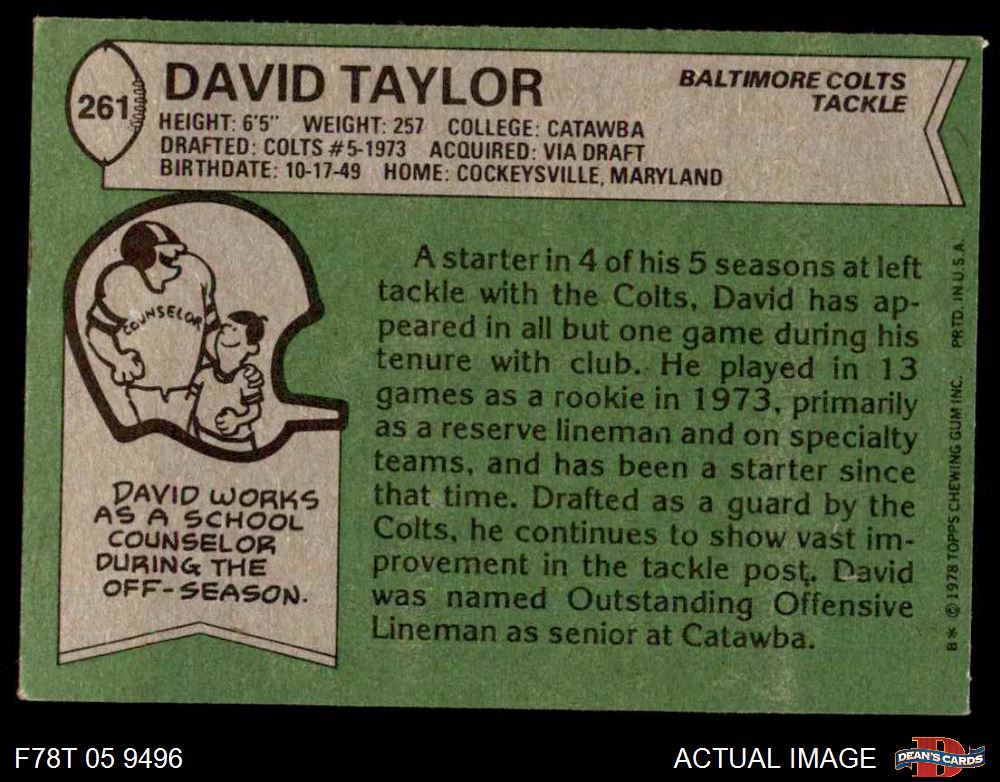 261
DAVID TAYLOR
BALTIMORE COLTS
TACKLE
HEIGHT: 6'5" WEIGHT: 257 COLLEGE: CATAWBA
DRAFTED: COLTS #5-1973 ACQUIRED: VIA DRAFT
BIRTHDATE: 10-17-49 HOME: COCKEYSVILLE, MARYLAND
COUNSELOR
DAVID WORKS
AS A SCHOOL
COUNSELOR
DURING THE
OFF-SEASON.
A starter in 4 of his 5 seasons at left
tackle with the Colts, David has ap-
peared in all but one game during his
tenure with club. He played in 13
games as a rookie in 1973, primarily
as a reserve lineman and on specialty
teams, and has been a starter since
that time. Drafted as a guard by the
Colts, he continues to show vast im-
provement in the tackle post. David
was named Outstanding Offensive
Lineman as senior at Catawba.
B* © 1978 TOPPS CHEWING GUM INC. PRTD. IN U.S.A.
F78T 05 9496
ACTUAL IMAGE
D
DEAN'S CARDS